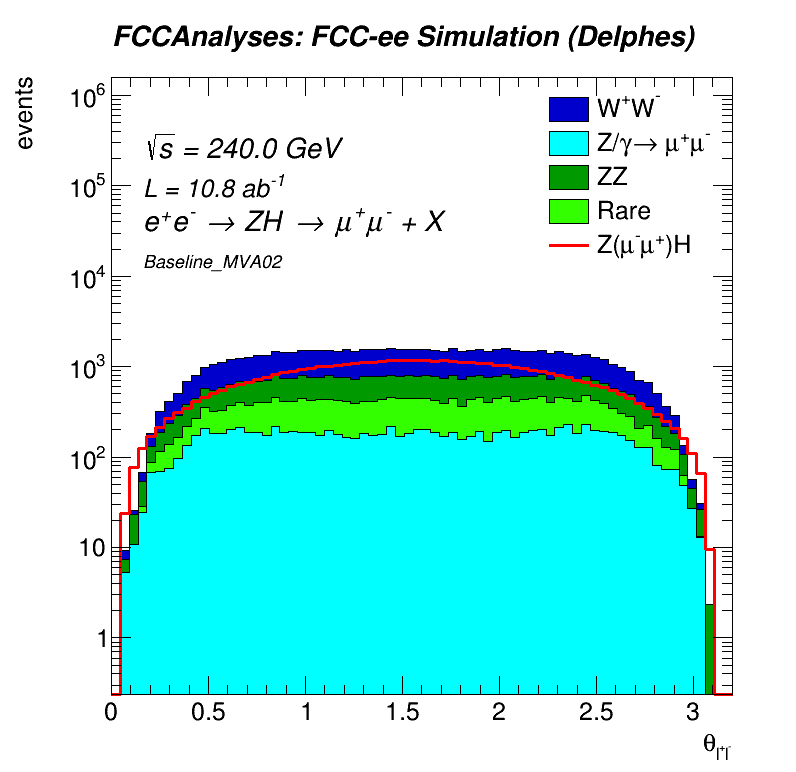 FCCAnalyses: FCC-ee Simulation (Delphes)
events
10⁶
10⁵
10⁴
10³
10²
10
1
√s = 240.0 GeV
L = 10.8 ab⁻¹
e⁺e⁻ → ZH → μ⁺μ⁻ + X
Baseline_MVA02
W⁺W⁻
Z/γ→ μ⁺μ⁻
ZZ
Rare
Z(μ⁻μ⁺)H
0 0.5 1 1.5 2 2.5 3
θ_{l⁺l⁻}